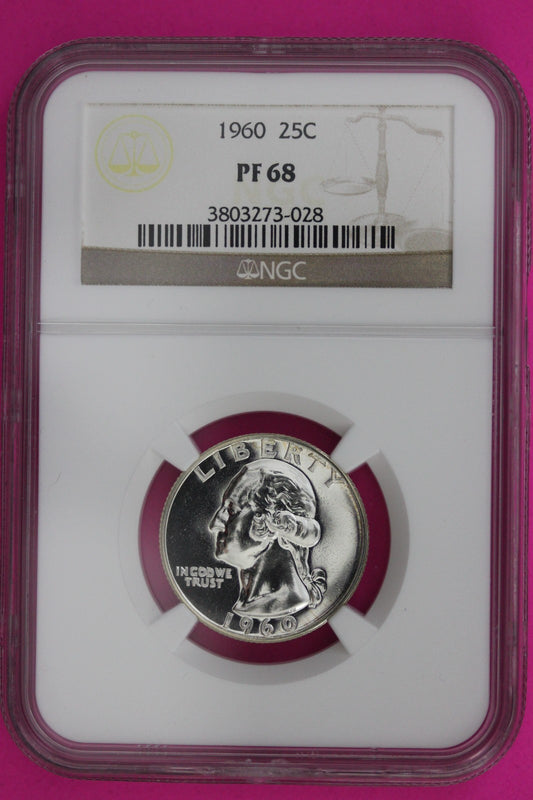 1960 25C
PF 68
3803273-028
NGC
LIBERTY
IN GOD WE
TRUST
1960